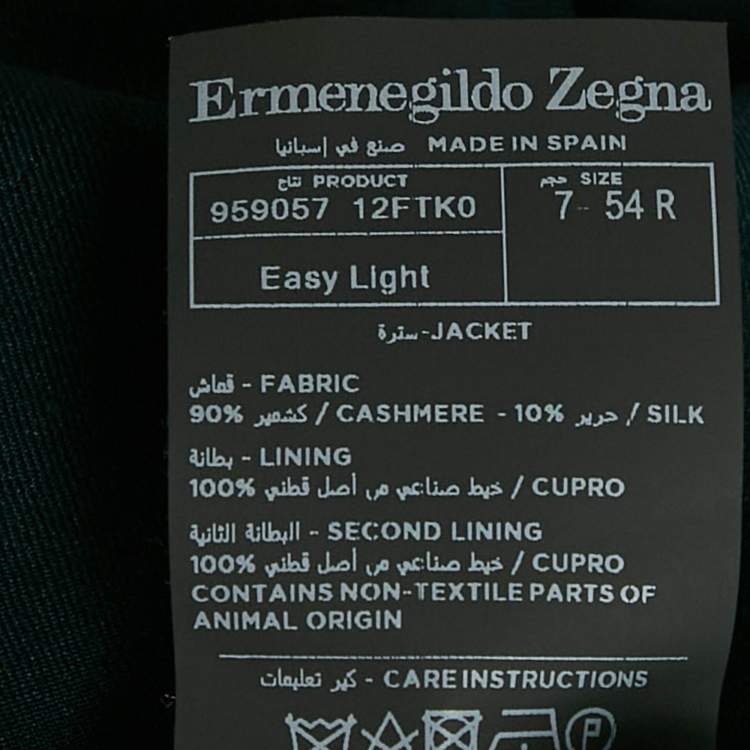 Ermenegildo Zegna
صنع في إسبانيا MADE IN SPAIN
نتاج PRODUCT
959057 12FTK0
حجم SIZE
7- 54 R
Easy Light
سترة-JACKET
قماش - FABRIC
90% كشمير / CASHMERE - 10% حرير / SILK
بطانة - LINING
100% خيط صناعي من أصل قطني / CUPRO
البطانة الثانية - SECOND LINING
100% خيط صناعي من أصل قطني / CUPRO
CONTAINS NON-TEXTILE PARTS OF
ANIMAL ORIGIN
كير تعليمات - CARE INSTRUCTIONS
P